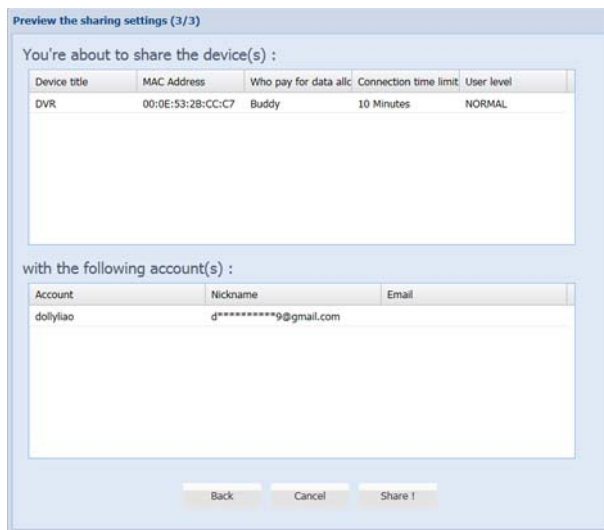 Preview the sharing settings (3/3)
You're about to share the device(s) :
Device title MAC Address Who pay for data allo Connection time limit User level
DVR 00:0E:53:2B:CC:C7 Buddy 10 Minutes NORMAL
with the following account(s) :
Account Nickname Email
dollyliao d**********9@gmail.com
Back Cancel Share !